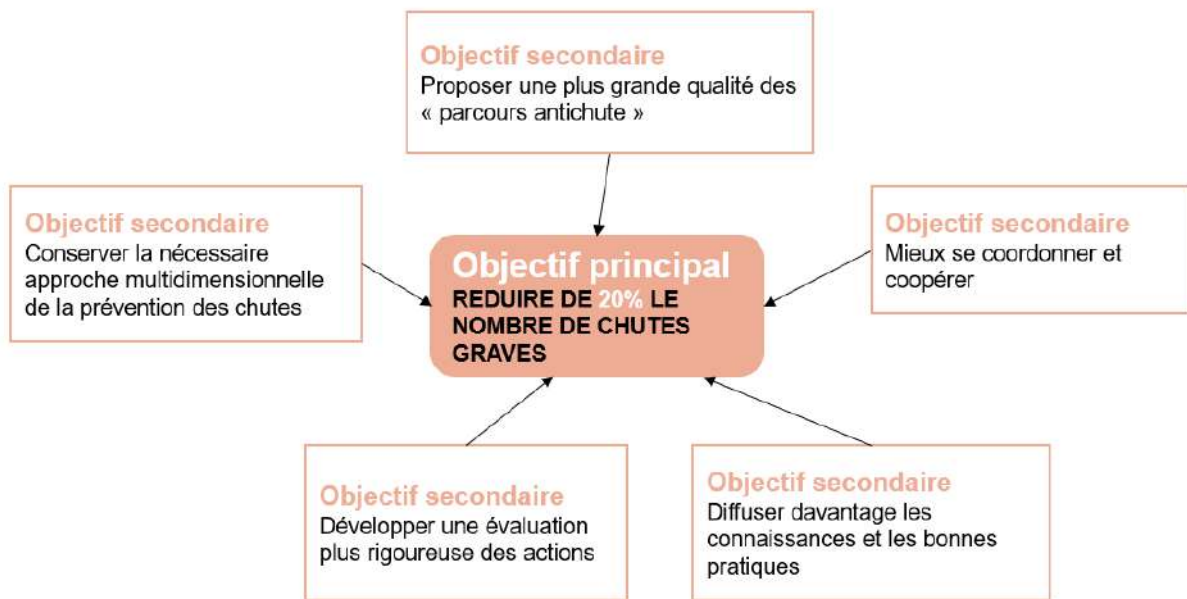 Objectif secondaire
Proposer une plus grande qualité des
« parcours antichute »
Objectif secondaire
Conserver la nécessaire
approche multidimensionnelle
de la prévention des chutes
Objectif principal
REDUIRE DE 20% LE
NOMBRE DE CHUTES
GRAVES
Objectif secondaire
Mieux se coordonner et
coopérer
Objectif secondaire
Développer une évaluation
plus rigoureuse des actions
Objectif secondaire
Diffuser davantage les
connaissances et les bonnes
pratiques